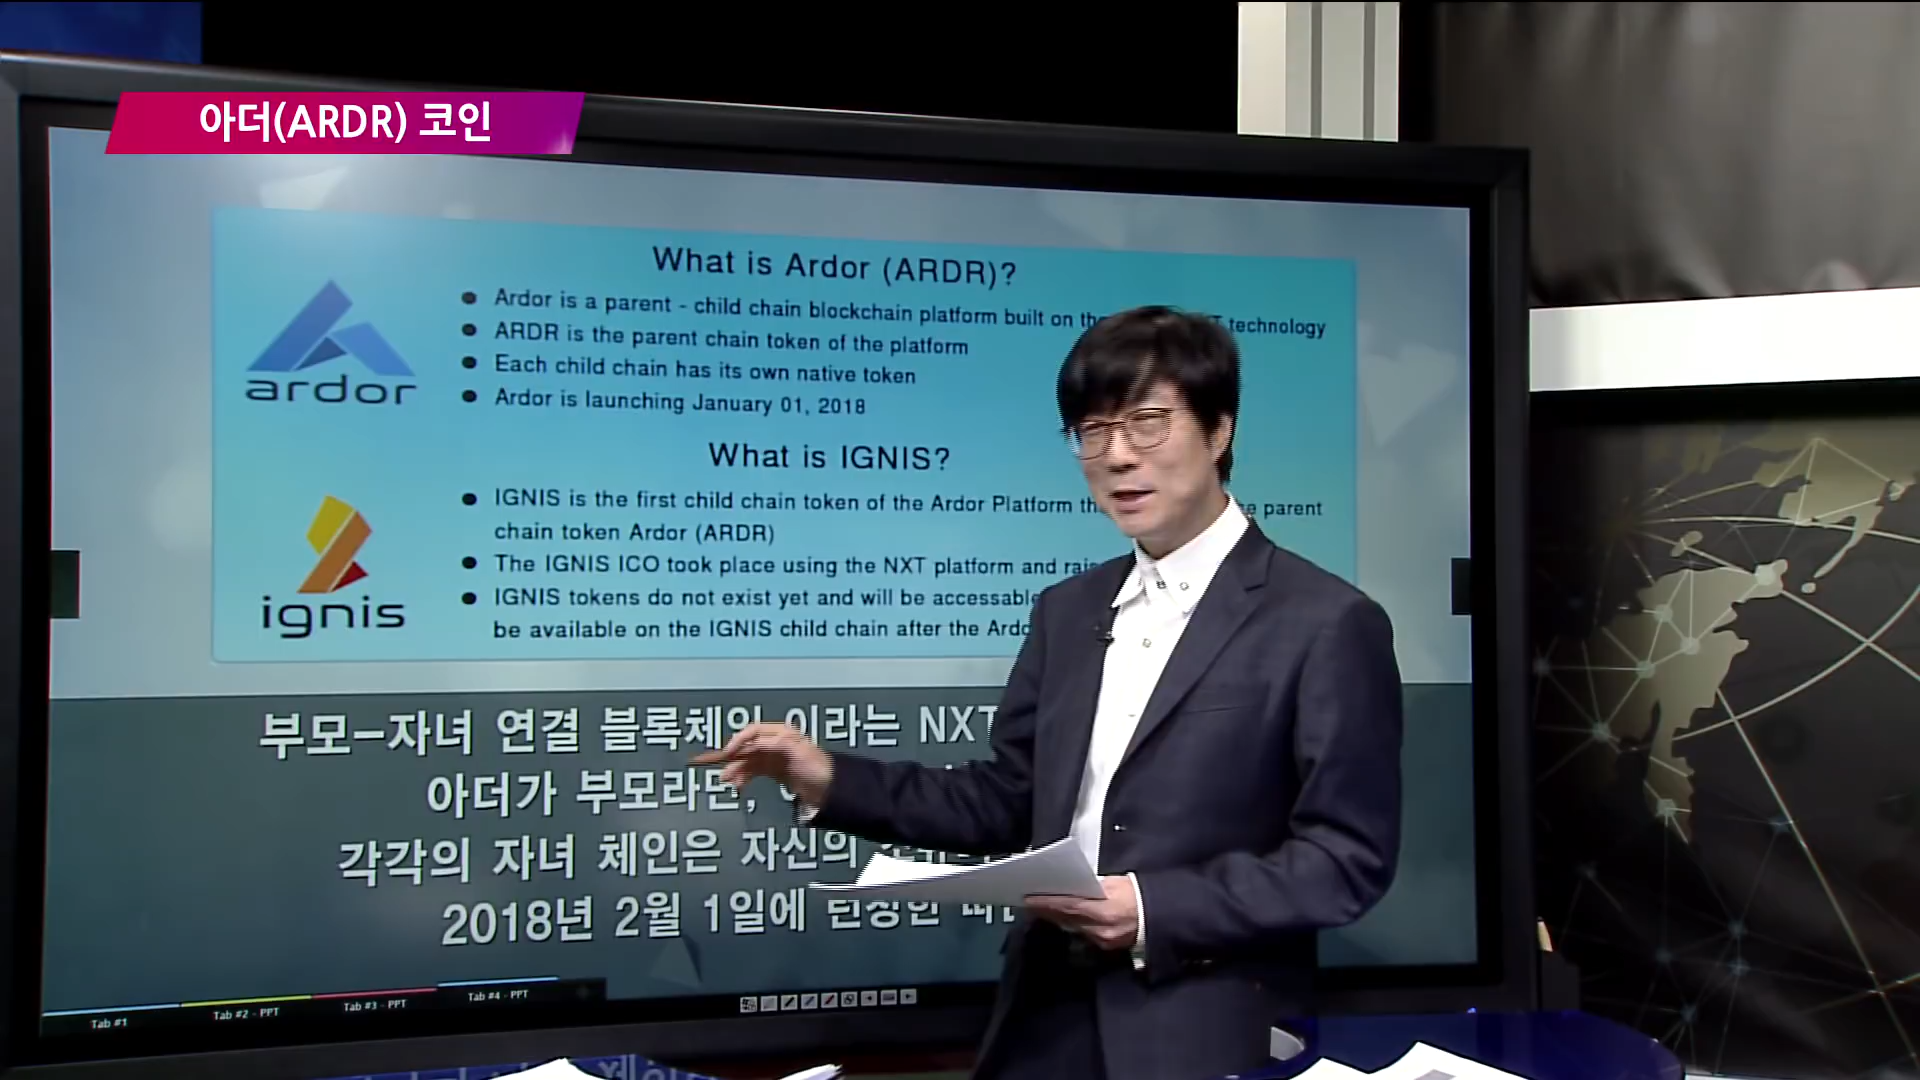 아더(ARDR) 코인
What is Ardor (ARDR)?
ardor
Ardor is a parent - child chain blockchain platform built on technology
ARDR is the parent chain token of the platform
Each child chain has its own native token
Ardor is launching January 01, 2018
What is IGNIS?
ignis
IGNIS is the first child chain token of the Ardor Platform parent
chain token Ardor (ARDR)
The IGNIS ICO took place using the NXT platform and
IGNIS tokens do not exist yet and will be accessable
be available on the IGNIS child chain after the
부모-자녀 연결 블록체인 이라는 NXT
아더가 부모라면,
각각의 자녀 체인은 자신의
2018년 2월 1일에 런칭한
Tab #1
Tab #2 - PPT
Tab #3 - PPT
Tab #4 - PPT